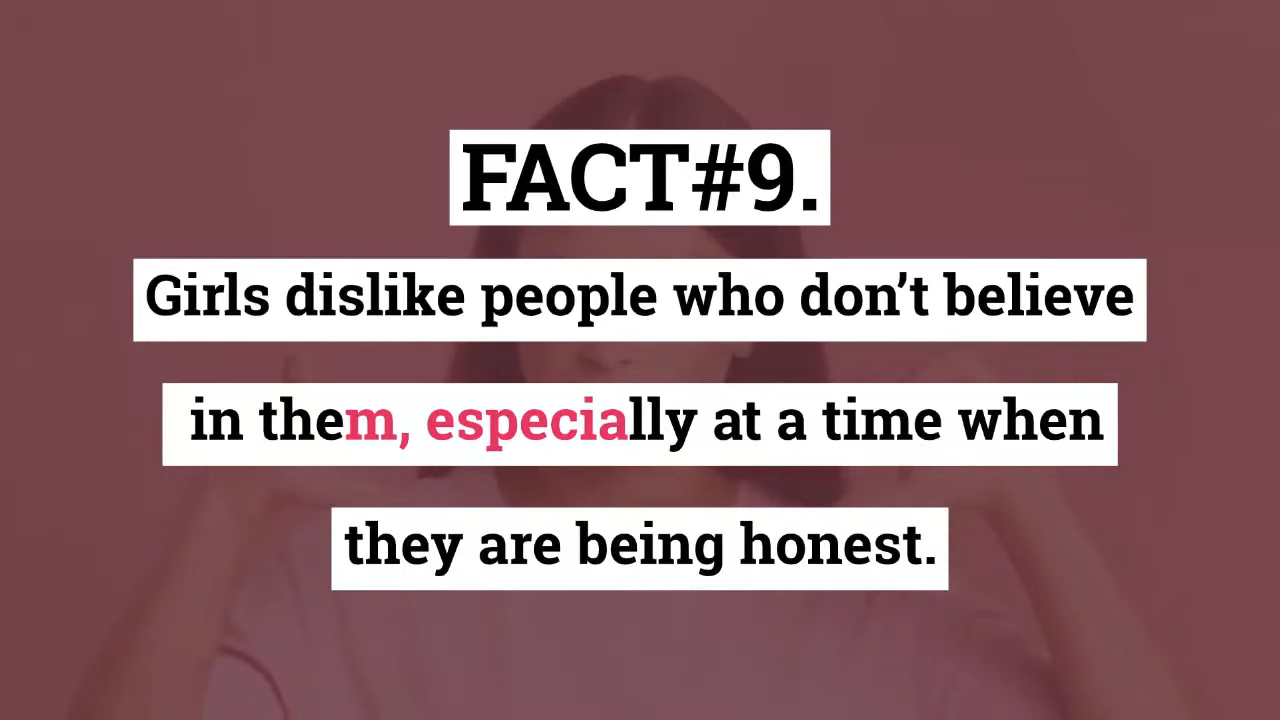 FACT#9.
Girls dislike people who don’t believe
in them, especially at a time when
they are being honest.